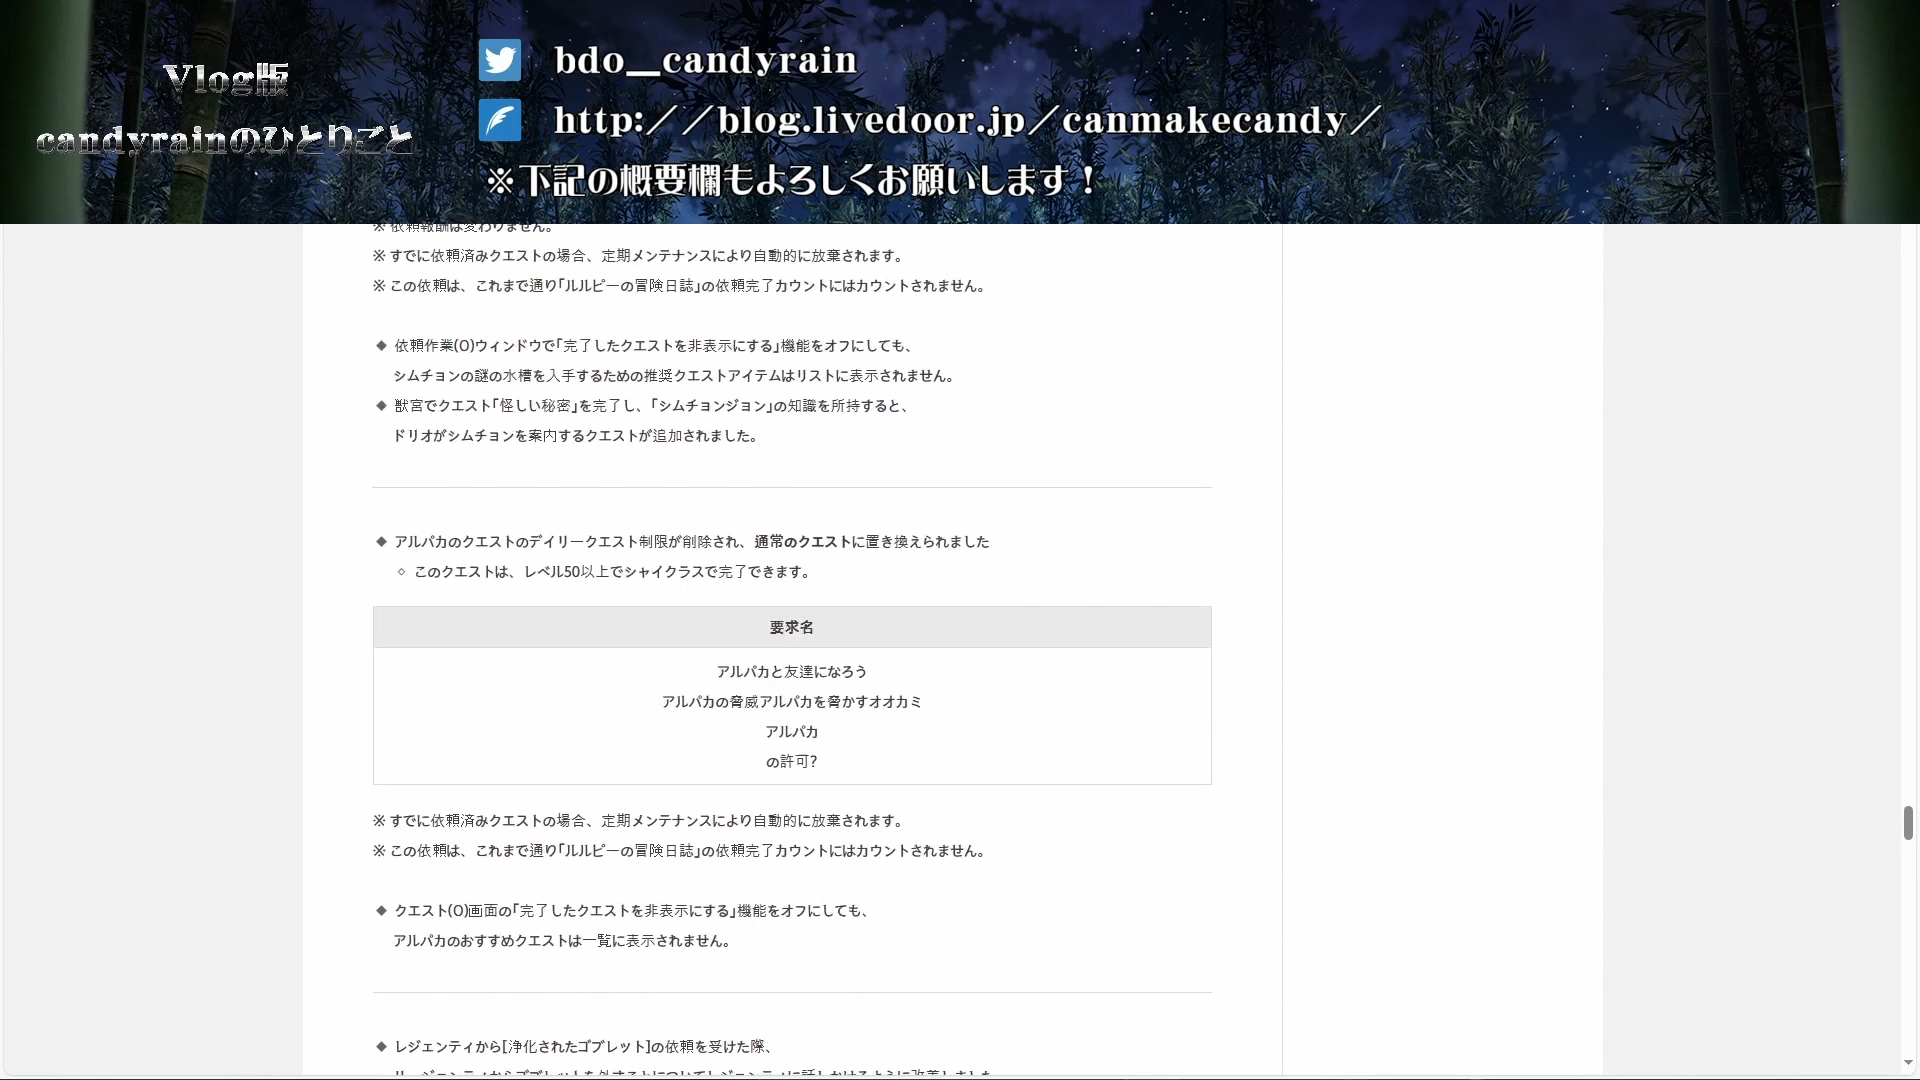 Vlog版
candyrainのひとりごと
bdo__candyrain
http://blog.livedoor.jp/canmakecandy/
※下記の概要欄もよろしくお願いします！
※ 依頼報酬は変わりません。
※ すでに依頼済みクエストの場合、定期メンテナンスにより自動的に放棄されます。
※ この依頼は、これまで通り「ルルピーの冒険日誌」の依頼完了カウントにはカウントされません。
◆ 依頼作業(O)ウィンドウで「完了したクエストを非表示にする」機能をオフにしても、
シムチョンの謎の水槽を入手するための推奨クエストアイテムはリストに表示されません。
◆ 獣宮でクエスト「怪しい秘密」を完了し、「シムチョンジョン」の知識を所持すると、
ドリオがシムチョンを案内するクエストが追加されました。
◆ アルパカのクエストのデイリークエスト制限が削除され、通常のクエストに置き換えられました
◇ このクエストは、レベル50以上でシャイクラスで完了できます。
要求名
アルパカと友達になろう
アルパカの脅威アルパカを脅かすオオカミ
アルパカ
の許可?
※ すでに依頼済みクエストの場合、定期メンテナンスにより自動的に放棄されます。
※ この依頼は、これまで通り「ルルピーの冒険日誌」の依頼完了カウントにはカウントされません。
◆ クエスト(O)画面の「完了したクエストを非表示にする」機能をオフにしても、
アルパカのおすすめクエストは一覧に表示されません。
◆ レジェンティから[浄化されたゴブレット]の依頼を受けた際、